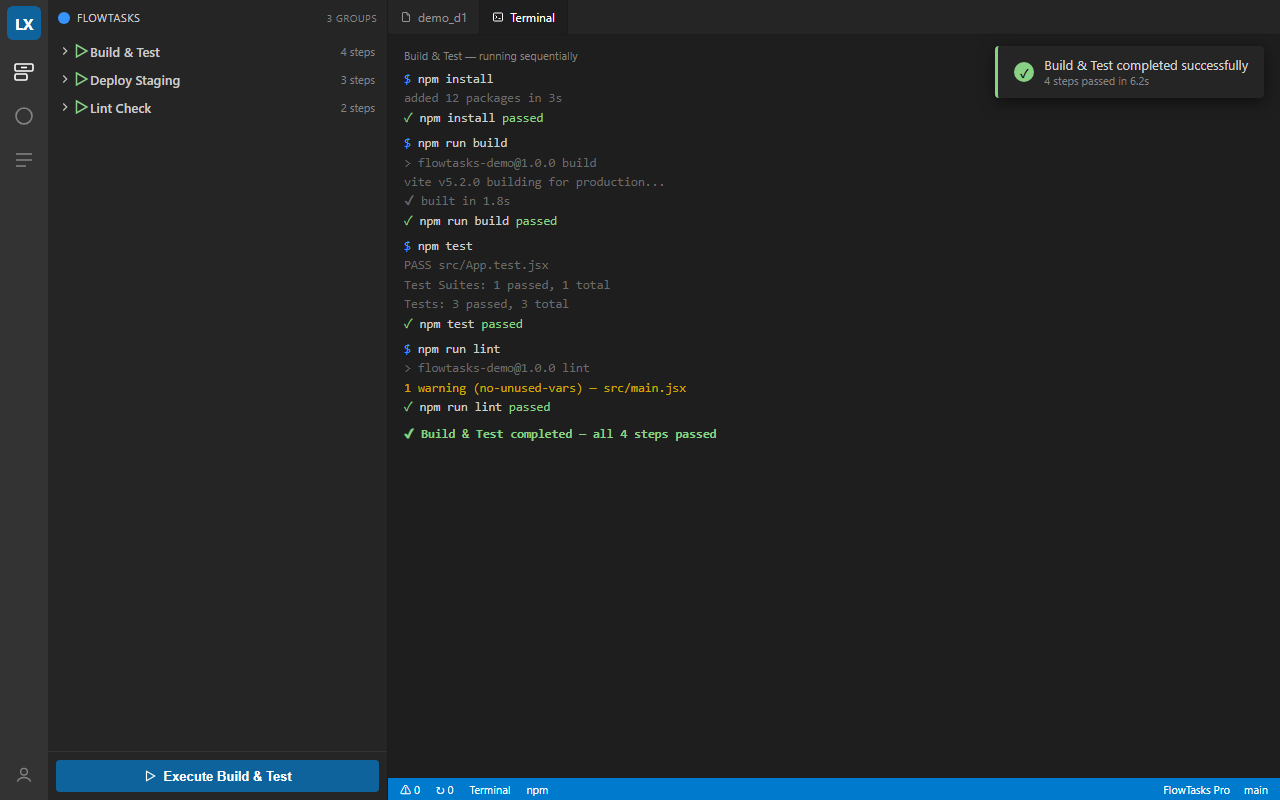 LX
FLOWTASKS
3 GROUPS
Build & Test
4 steps
Deploy Staging
3 steps
Lint Check
2 steps
Execute Build & Test
demo_d1
Terminal
Build & Test — running sequentially
$ npm install
added 12 packages in 3s
✓ npm install passed
$ npm run build
> flowtasks-demo@1.0.0 build
vite v5.2.0 building for production...
✓ built in 1.8s
✓ npm run build passed
$ npm test
PASS src/App.test.jsx
Test Suites: 1 passed, 1 total
Tests: 3 passed, 3 total
✓ npm test passed
$ npm run lint
> flowtasks-demo@1.0.0 lint
1 warning (no-unused-vars) — src/main.jsx
✓ npm run lint passed
✔ Build & Test completed — all 4 steps passed
✓ Build & Test completed successfully
4 steps passed in 6.2s
⚠ 0 ↻ 0 Terminal npm
FlowTasks Pro main